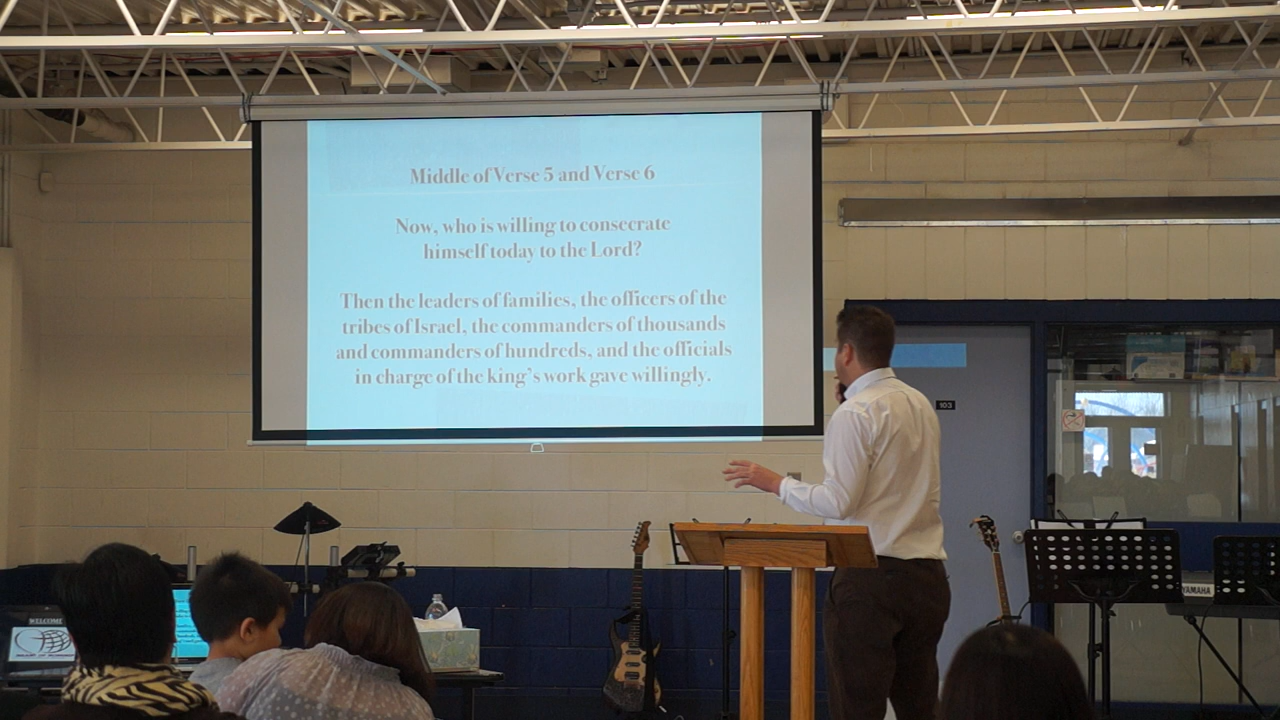 Middle of Verse 5 and Verse 6
Now, who is willing to consecrate
himself today to the Lord?
Then the leaders of families, the officers of the
tribes of Israel, the commanders of thousands
and commanders of hundreds, and the officials
in charge of the king's work gave willingly.
103
YAMAHA
WELCOME